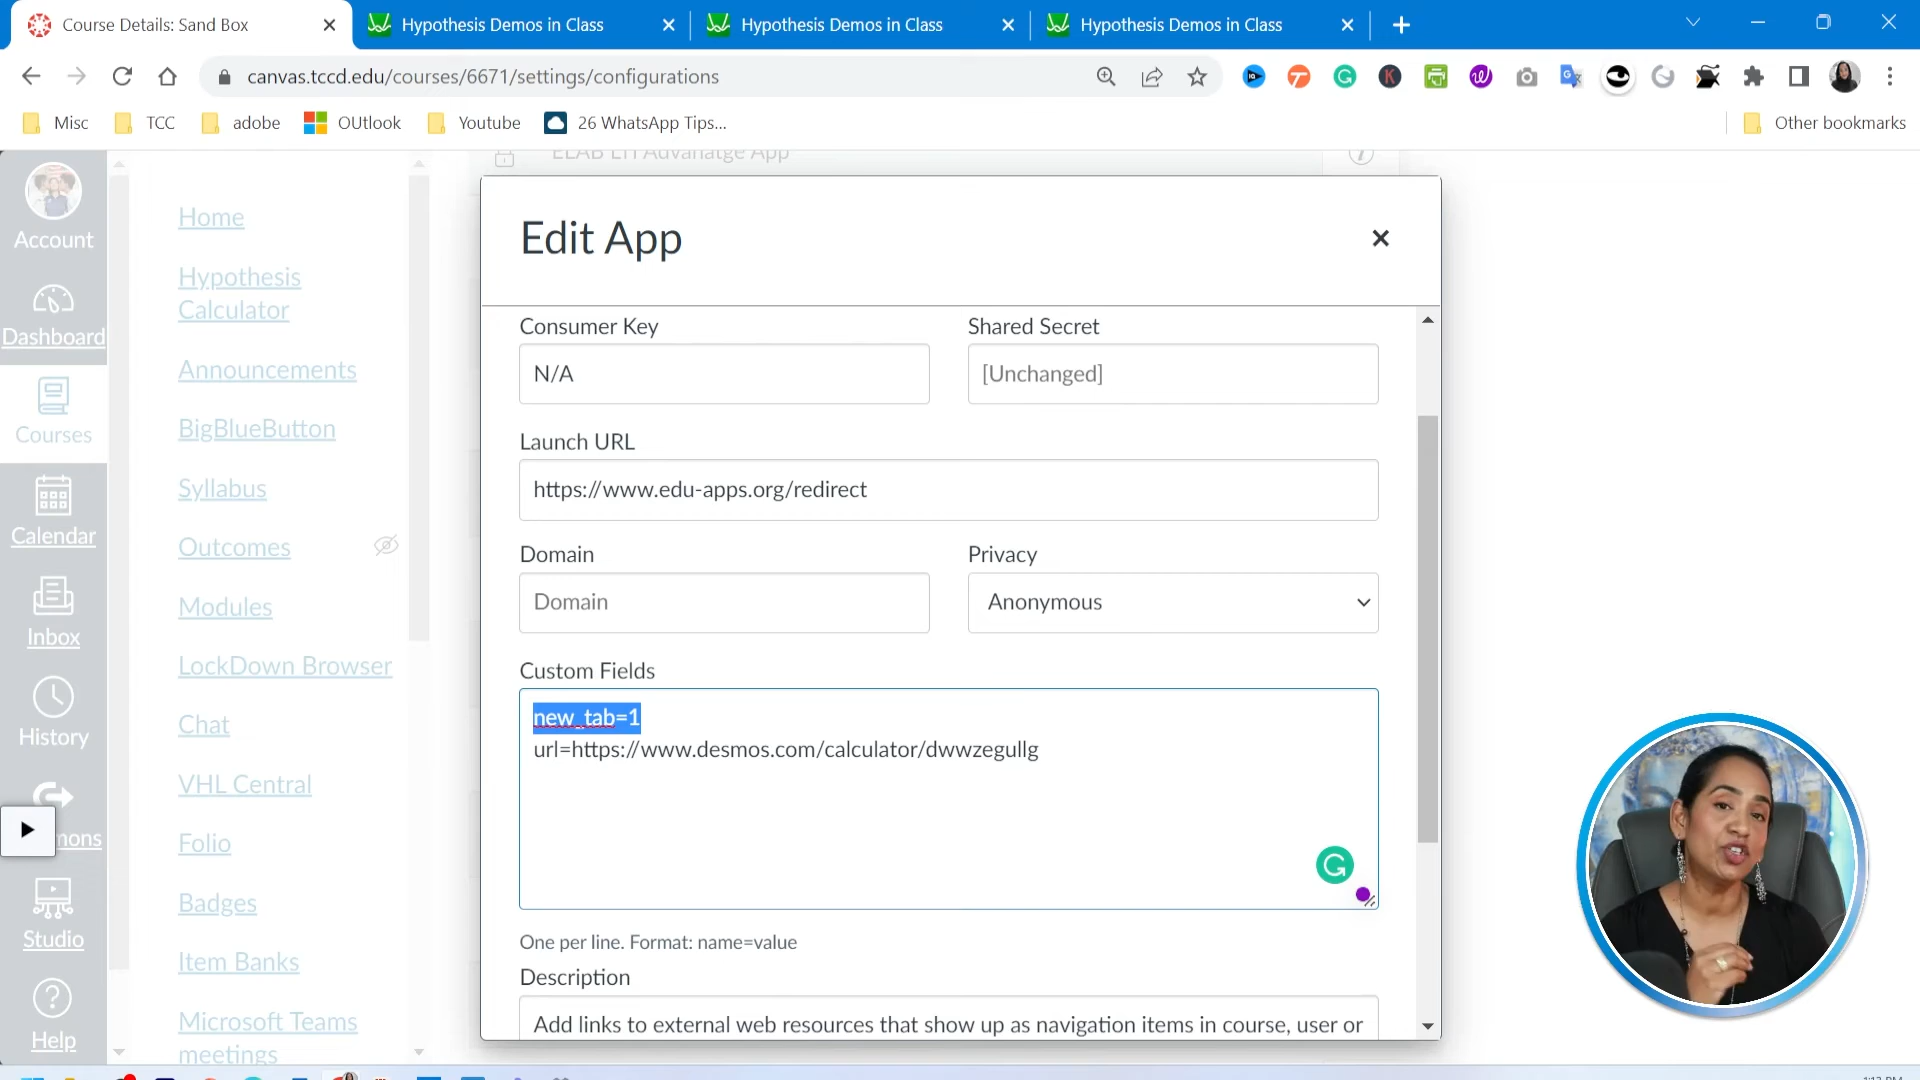 Course Details: Sand Box
Hypothesis Demos in Class
Hypothesis Demos in Class
Hypothesis Demos in Class
canvas.tccd.edu/courses/6671/settings/configurations
Misc
TCC
adobe
OUtlook
Youtube
26 WhatsApp Tips...
Other bookmarks
Account
Dashboard
Courses
Calendar
Inbox
History
mons
Studio
Help
Home
Hypothesis
Calculator
Announcements
BigBlueButton
Syllabus
Outcomes
Modules
LockDown Browser
Chat
VHL Central
Folio
Badges
Item Banks
Microsoft Teams
meetings
ELAB LTI Advanatge App
Edit App
Consumer Key
N/A
Shared Secret
[Unchanged]
Launch URL
https://www.edu-apps.org/redirect
Domain
Domain
Privacy
Anonymous
Custom Fields
new_tab=1
url=https://www.desmos.com/calculator/dwwzegullg
One per line. Format: name=value
Description
Add links to external web resources that show up as navigation items in course, user or